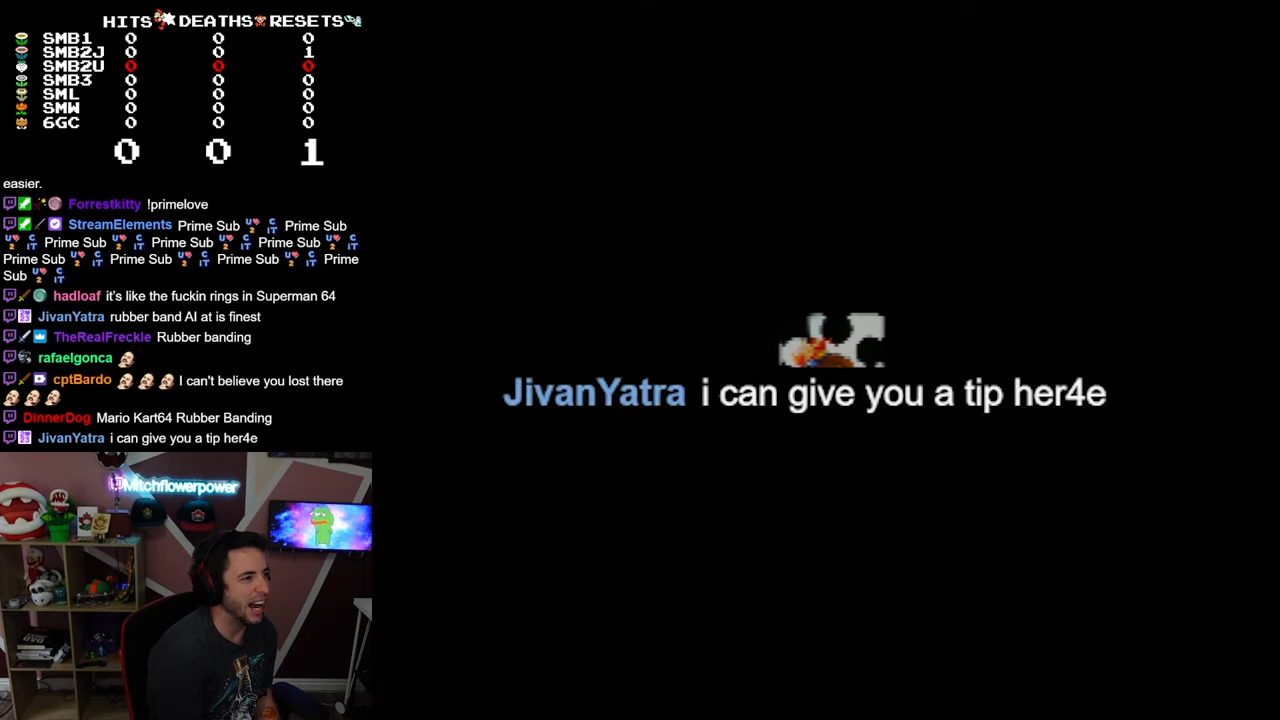 HITS DEATHS RESETS
SMB1 0 0 0
SMB2J 0 0 1
SMB2U 0 0 0
SMB3 0 0 0
SML 0 0 0
SMW 0 0 0
6GC 0 0 0
0 0 1
easier.
Forrestkitty !primelove
StreamElements Prime Sub Prime Sub
Prime Sub Prime Sub Prime Sub
Prime Sub Prime Sub Prime Sub Prime
Sub
hadloaf it's like the fuckin rings in Superman 64
JivanYatra rubber band AI at is finest
TheRealFreckle Rubber banding
rafaelgonca
cptBardo I can't believe you lost there
DinnerDog Mario Kart64 Rubber Banding
JivanYatra i can give you a tip her4e
JivanYatra i can give you a tip her4e
Mitchflowerpower